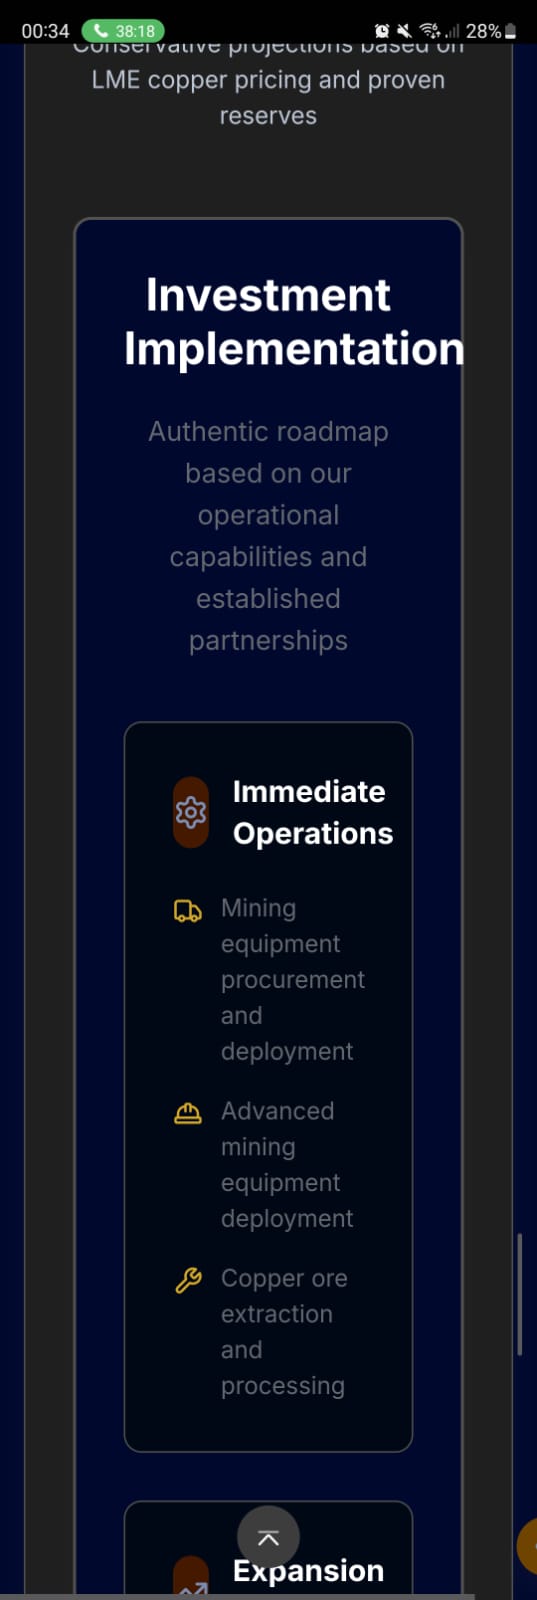 00:34
38:18
28%
Conservative projections based on
LME copper pricing and proven
reserves
Investment
Implementation
Authentic roadmap
based on our
operational
capabilities and
established
partnerships
Immediate
Operations
Mining
equipment
procurement
and
deployment
Advanced
mining
equipment
deployment
Copper ore
extraction
and
processing
Expansion